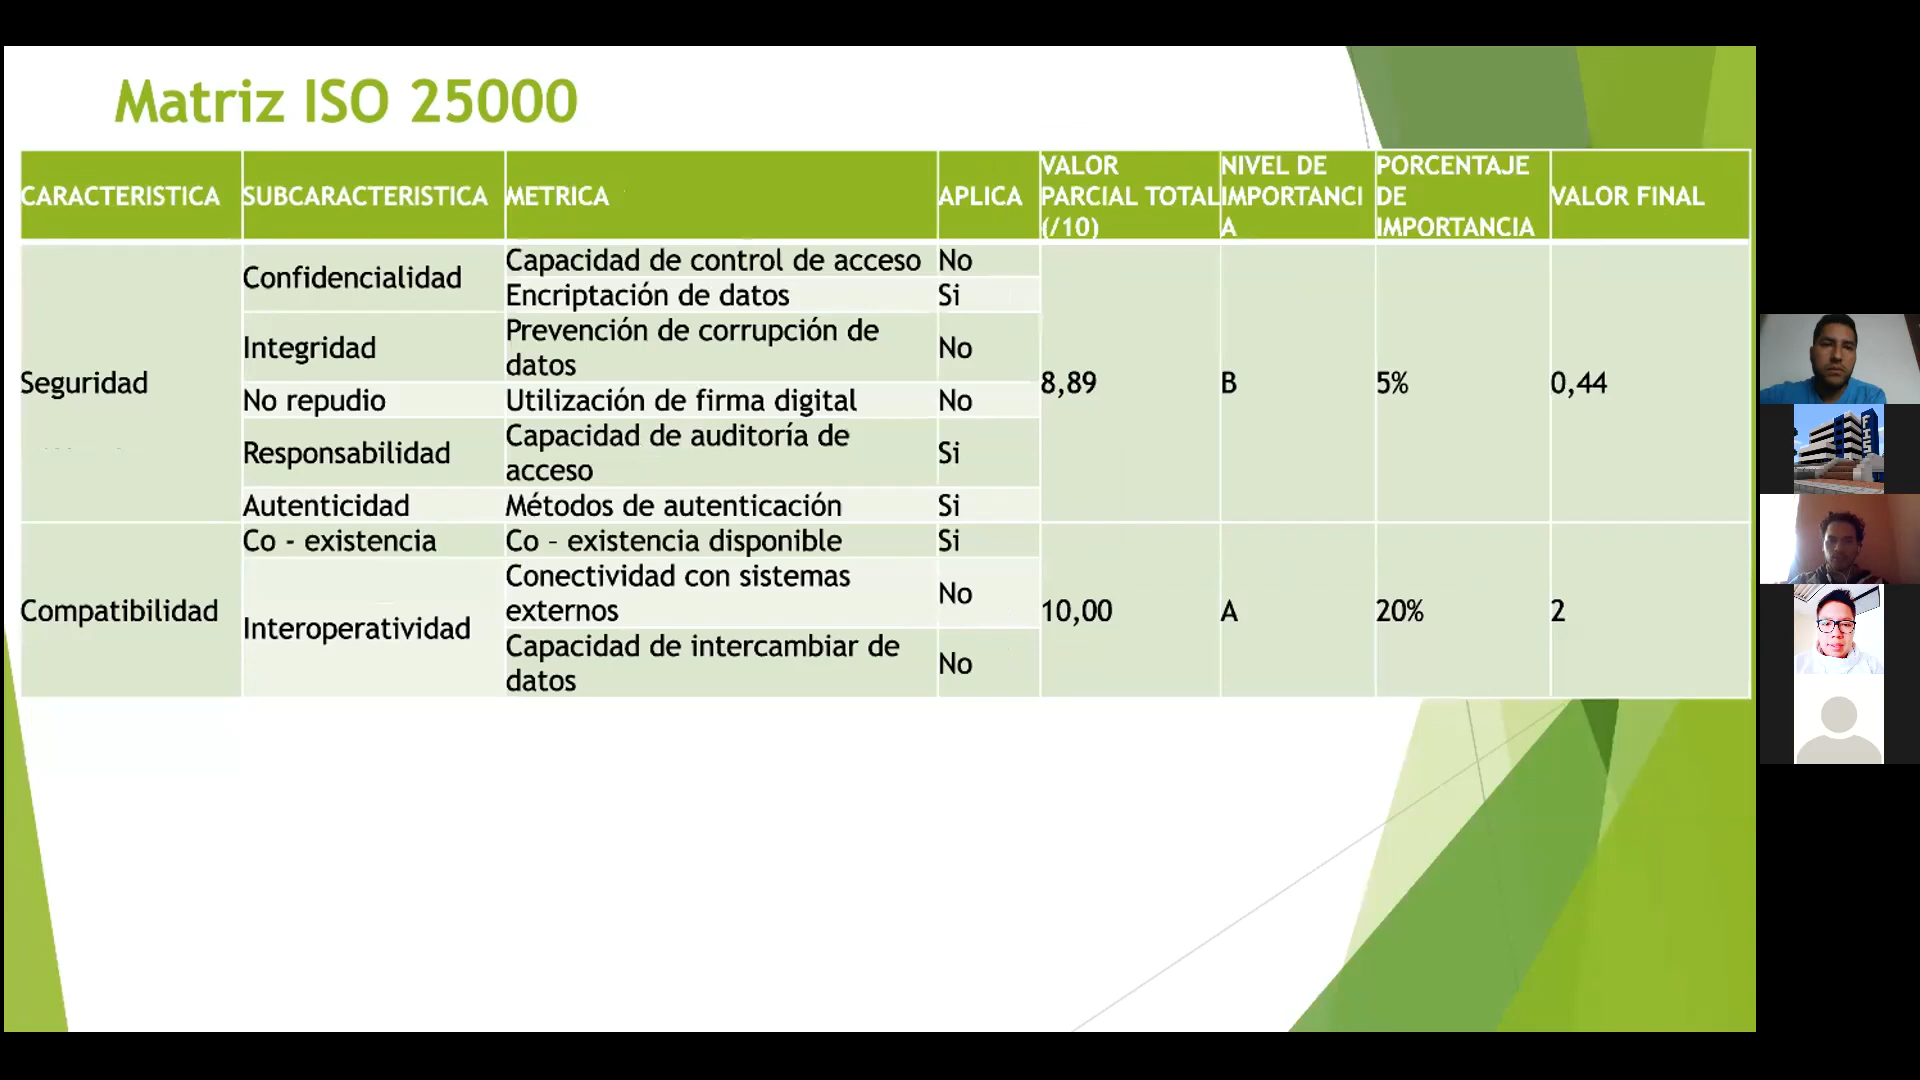 Matriz ISO 25000
CARACTERISTICA
SUBCARACTERISTICA
METRICA
APLICA
VALOR
PARCIAL TOTAL
(/10)
NIVEL DE
IMPORTANCI
A
PORCENTAJE
DE
IMPORTANCIA
VALOR FINAL
Seguridad
Confidencialidad
Capacidad de control de acceso
No
Encriptación de datos
Si
Integridad
Prevención de corrupción de
datos
No
No repudio
Utilización de firma digital
No
Responsabilidad
Capacidad de auditoría de
acceso
Si
Autenticidad
Métodos de autenticación
Si
8,89
B
5%
0,44
Compatibilidad
Co - existencia
Co – existencia disponible
Si
Interoperatividad
Conectividad con sistemas
externos
No
Capacidad de intercambiar de
datos
No
10,00
A
20%
2